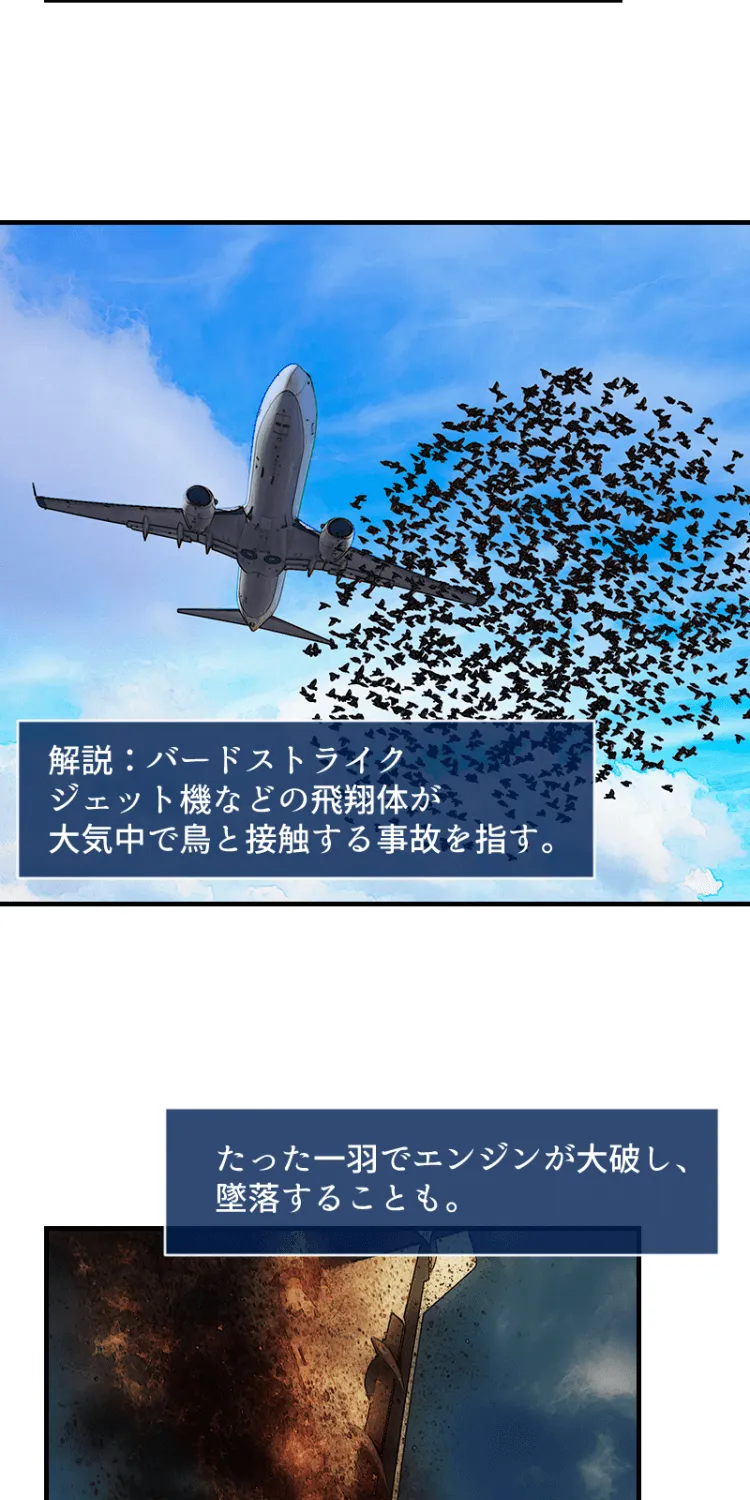 解説：バードストライク
ジェット機などの飛翔体が
大気中で鳥と接触する事故を指す。
たった一羽でエンジンが大破し、
墜落することも。